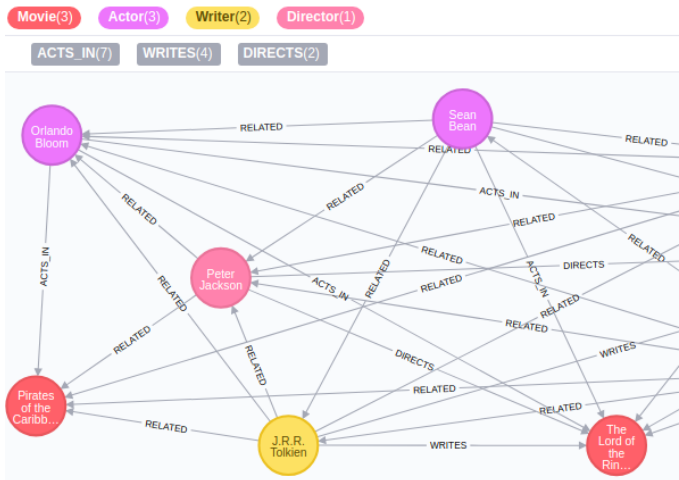 Movie(3) Actor(3) Writer(2) Director(1)
ACTS_IN(7) WRITES(4) DIRECTS(2)
Orlando
Bloom
Sean
Bean
RELATED
RELATED
RELATED
RELATED
ACTS_IN
RELATED
RELATED
RELATED
RELATED
ACTS_IN
Peter
Jackson
DIRECTS
RELATED
ACTS_IN
RELATED
RELATED
ACTS_IN
RELATED
RELATED
RELATED
DIRECTS
WRITES
RELATED
Pirates
of the
Caribb...
RELATED
RELATED
RELATED
J.R.R.
Tolkien
WRITES
The
Lord of
the
Rin...